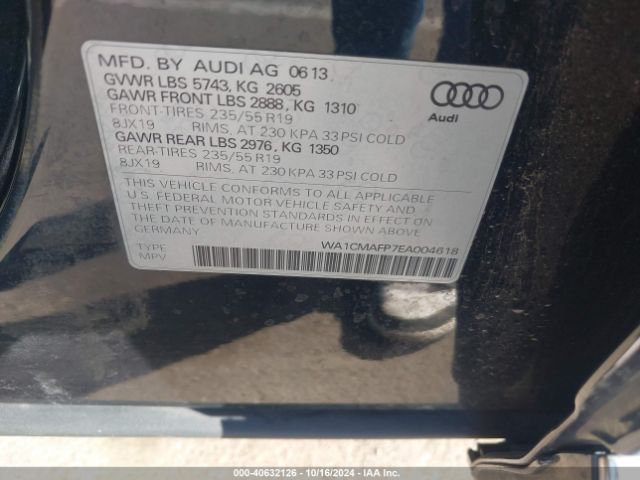 MFD. BY AUDI AG 06 13
GVWR LBS 5743, KG 2605
GAWR FRONT LBS 2888, KG 1310
FRONT-TIRES 235/55 R19
8JX19 RIMS, AT 230 KPA 33 PSI COLD
GAWR REAR LBS 2976, KG 1350
REAR-TIRES 235/55 R19
8JX19 RIMS, AT 230 KPA 33 PSI COLD
Audi
THIS VEHICLE CONFORMS TO ALL APPLICABLE
U.S. FEDERAL MOTOR VEHICLE SAFETY AND
THEFT PREVENTION STANDARDS IN EFFECT ON
THE DATE OF MANUFACTURE SHOWN ABOVE
GERMANY
WA1CMAFP7EA004618
TYPE
MPV
000-40632126 - 10/16/2024 - IAA Inc.